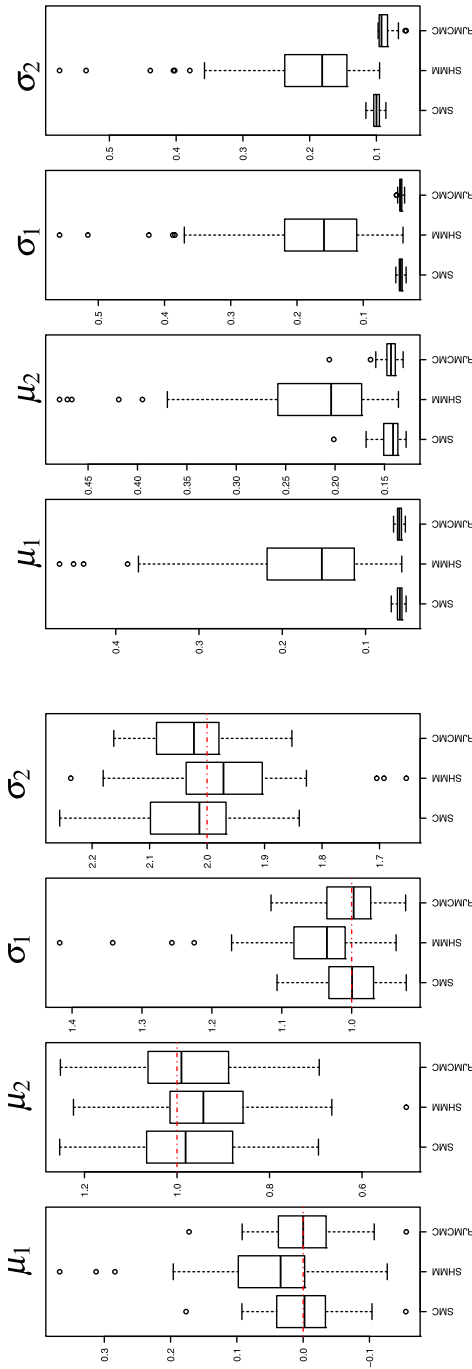 μ1
0.3
0.2
0.1
0.0
−0.1
SMC
SHMM
RJMCMC
μ2
1.2
1.0
0.8
0.6
SMC
SHMM
RJMCMC
σ1
1.4
1.3
1.2
1.1
1.0
SMC
SHMM
RJMCMC
σ2
2.2
2.1
2.0
1.9
1.8
1.7
SMC
SHMM
RJMCMC
μ1
0.4
0.3
0.2
0.1
SMC
SHMM
RJMCMC
μ2
0.45
0.40
0.35
0.30
0.25
0.20
0.15
SMC
SHMM
RJMCMC
σ1
0.5
0.4
0.3
0.2
0.1
SMC
SHMM
RJMCMC
σ2
0.5
0.4
0.3
0.2
0.1
SMC
SHMM
RJMCMC